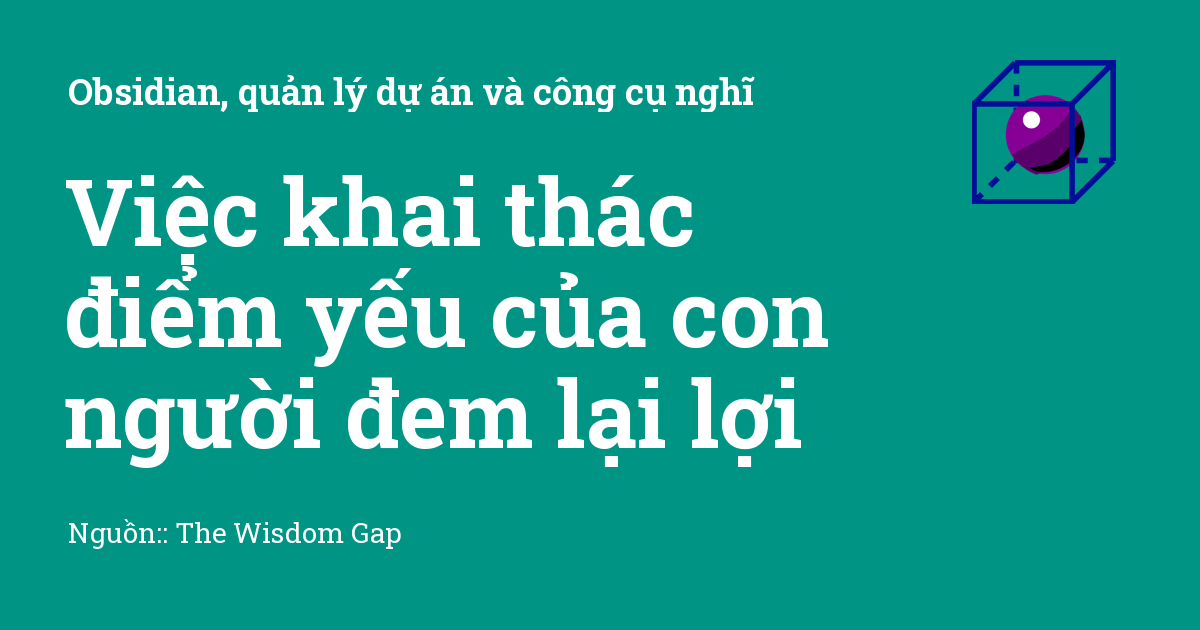 Obsidian, quản lý dự án và công cụ nghĩ
Việc khai thác
điểm yếu của con
người đem lại lợi
Nguồn:: The Wisdom Gap